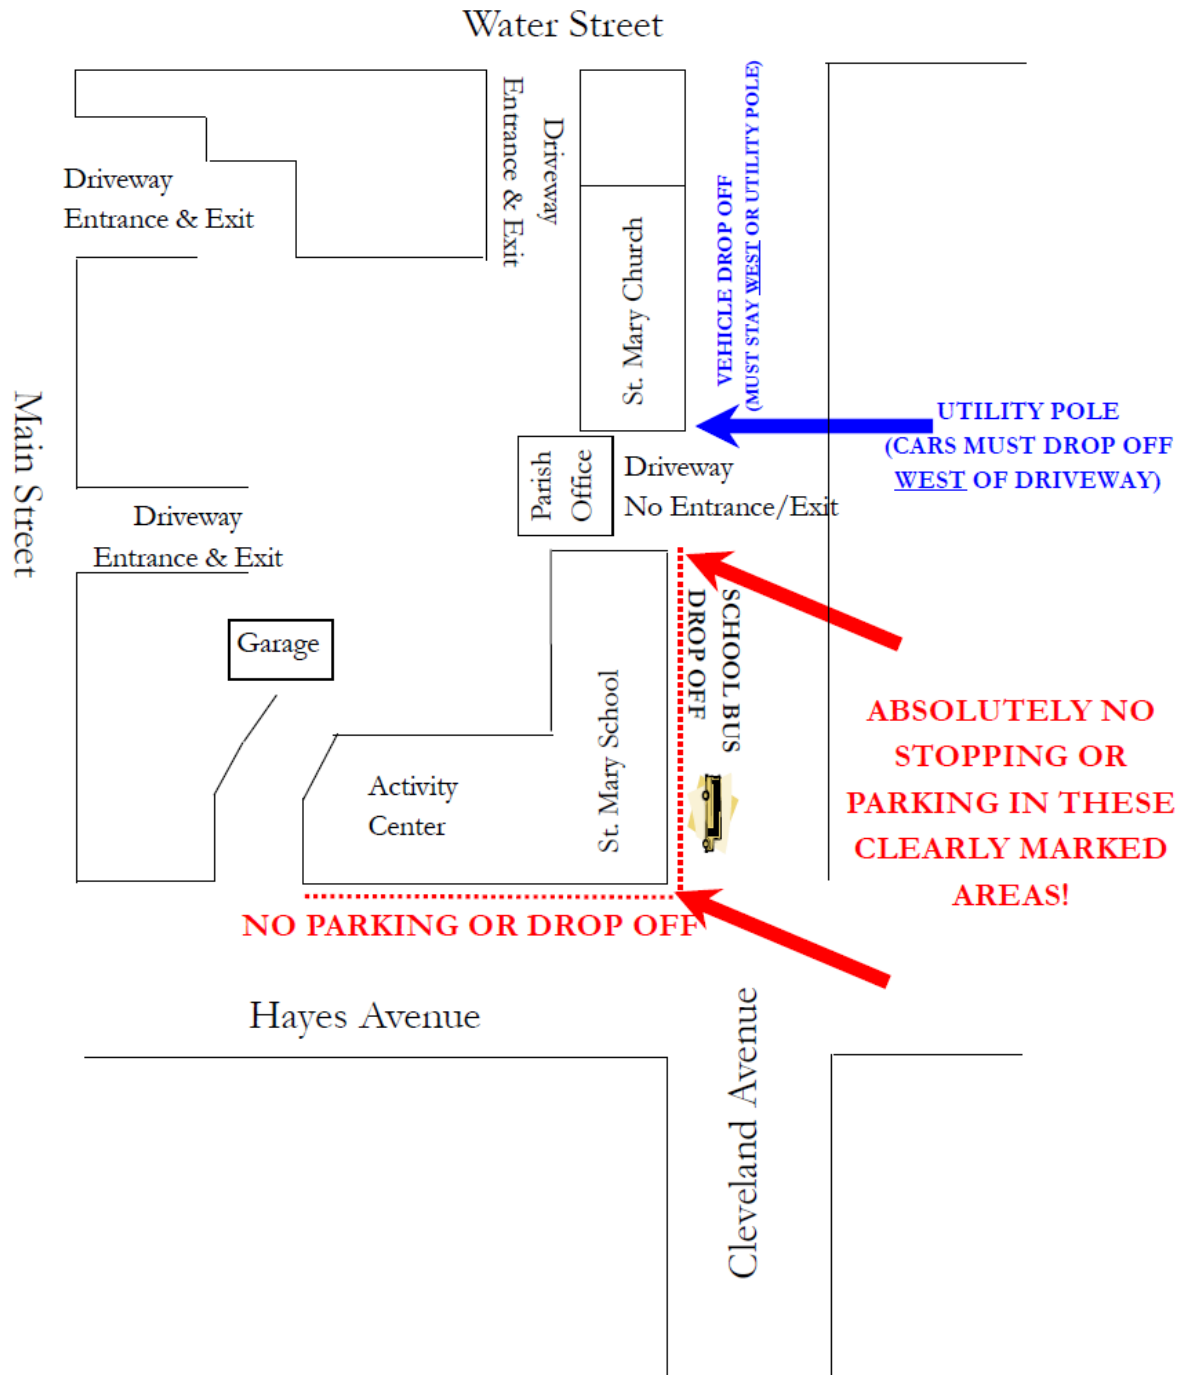 Water Street
Driveway
Entrance & Exit
Driveway
Entrance & Exit
St. Mary Church
VEHICLE DROP OFF
(MUST STAY WEST OR UTILITY POLE)
UTILITY POLE
(CARS MUST DROP OFF
WEST OF DRIVEWAY)
Main Street
Parish
Office
Driveway
No Entrance/Exit
Driveway
Entrance & Exit
Garage
SCHOOL BUS
DROP OFF
St. Mary School
Activity
Center
ABSOLUTELY NO
STOPPING OR
PARKING IN THESE
CLEARLY MARKED
AREAS!
NO PARKING OR DROP OFF
Hayes Avenue
Cleveland Avenue